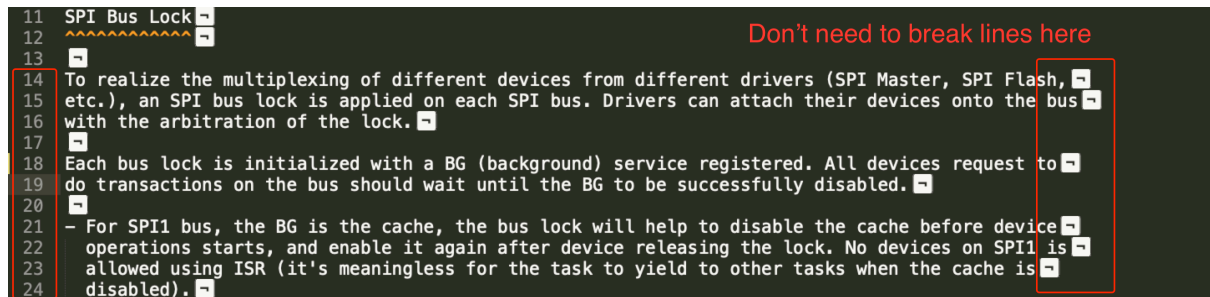 11 SPI Bus Lock¬
12 ^^^^^^^^^^^^¬
Don't need to break lines here
13 ¬
14 To realize the multiplexing of different devices from different drivers (SPI Master, SPI Flash,¬
15 etc.), an SPI bus lock is applied on each SPI bus. Drivers can attach their devices onto the bus¬
16 with the arbitration of the lock.¬
17 ¬
18 Each bus lock is initialized with a BG (background) service registered. All devices request to¬
19 do transactions on the bus should wait until the BG to be successfully disabled.¬
20 ¬
21 - For SPI1 bus, the BG is the cache, the bus lock will help to disable the cache before device¬
22 operations starts, and enable it again after device releasing the lock. No devices on SPI1 is¬
23 allowed using ISR (it's meaningless for the task to yield to other tasks when the cache is¬
24 disabled).¬